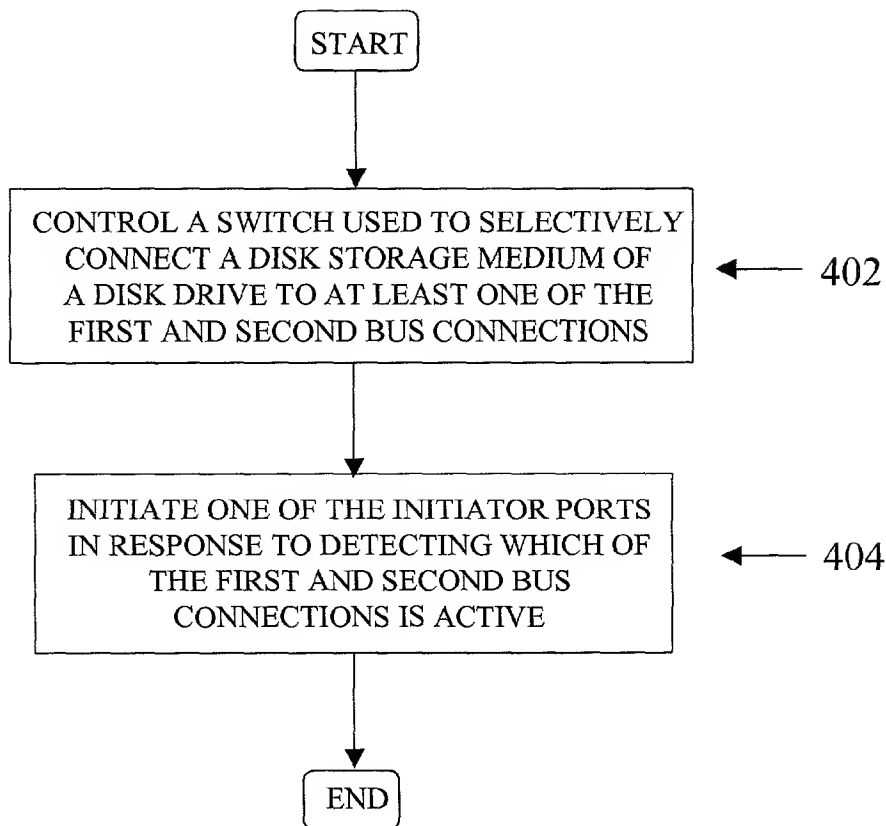 START
CONTROL A SWITCH USED TO SELECTIVELY
CONNECT A DISK STORAGE MEDIUM OF
A DISK DRIVE TO AT LEAST ONE OF THE
FIRST AND SECOND BUS CONNECTIONS
402
INITIATE ONE OF THE INITIATOR PORTS
IN RESPONSE TO DETECTING WHICH OF
THE FIRST AND SECOND BUS
CONNECTIONS IS ACTIVE
404
END